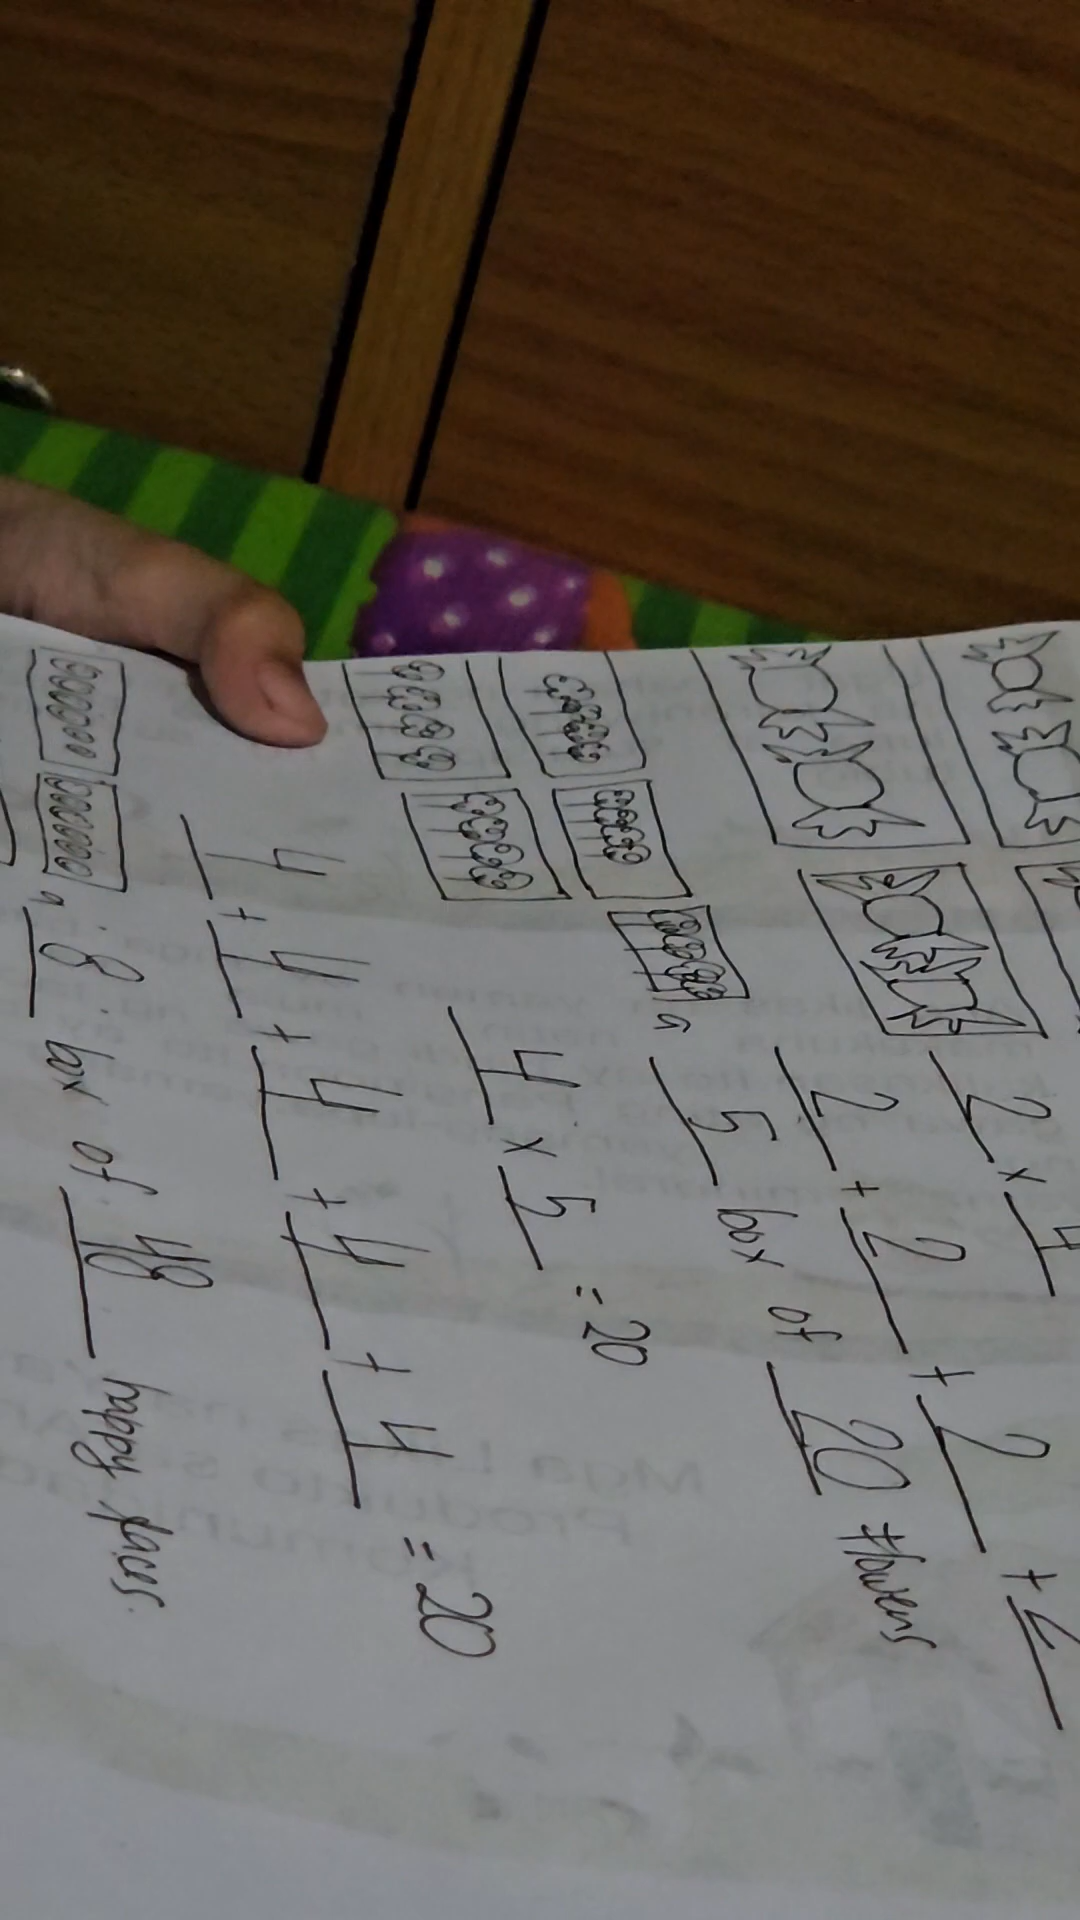 2 x 4
2 + 2 + 2 + 2
5 box of 20 flowers
4 x 5 = 20
4 + 4 + 4 + 4 + 4 = 20
8 box of 48 happy faces.